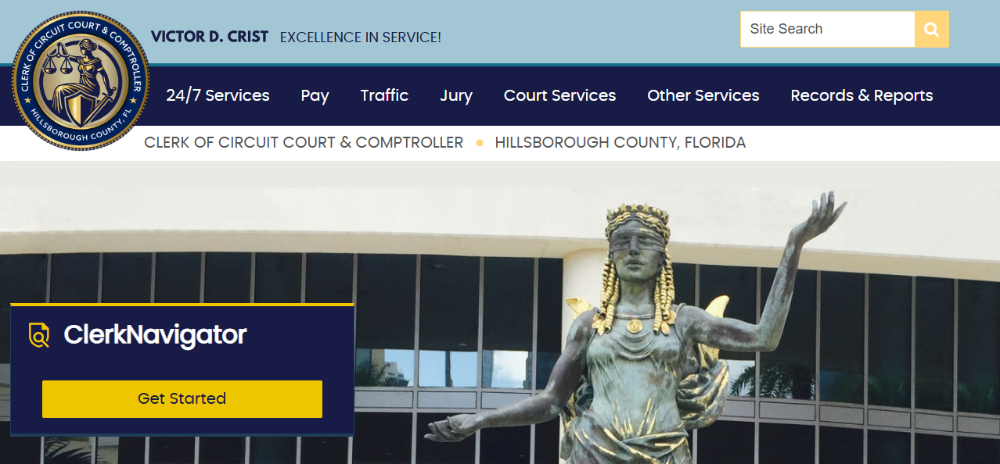 CLERK OF CIRCUIT COURT & COMPTROLLER
HILLSBOROUGH COUNTY, FL
VICTOR D. CRIST EXCELLENCE IN SERVICE!
Site Search
24/7 Services Pay Traffic Jury Court Services Other Services Records & Reports
CLERK OF CIRCUIT COURT & COMPTROLLER • HILLSBOROUGH COUNTY, FLORIDA
ClerkNavigator
Get Started